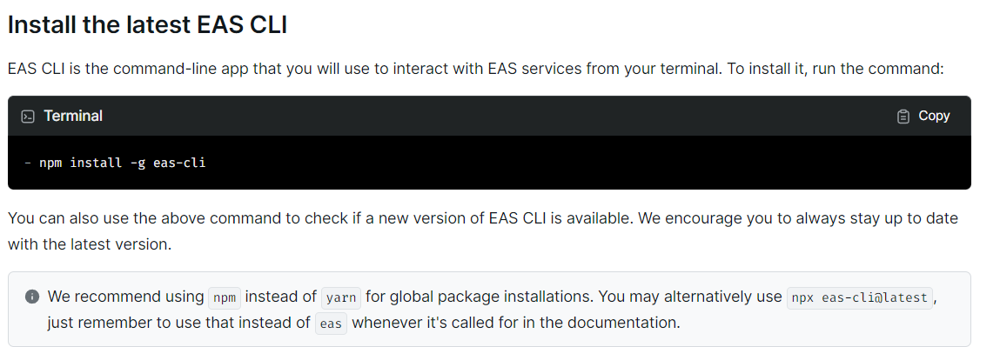 Install the latest EAS CLI
EAS CLI is the command-line app that you will use to interact with EAS services from your terminal. To install it, run the command:
Terminal
Copy
- npm install -g eas-cli
You can also use the above command to check if a new version of EAS CLI is available. We encourage you to always stay up to date
with the latest version.
We recommend using npm instead of yarn for global package installations. You may alternatively use npx eas-cli@latest,
just remember to use that instead of eas whenever it's called for in the documentation.